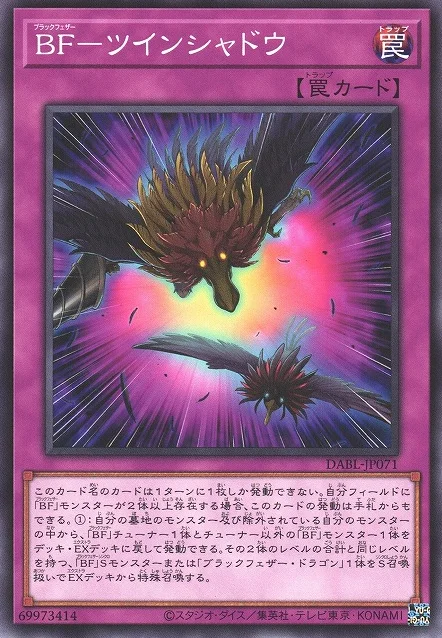 ブラックフェザー
BF－ツインシャドウ
トラップ
罠
トラップ
【罠カード】
DABL-JP071
このカード名のカードは１ターンに１枚しか発動できない。自分フィールドに
「BF」モンスターが２体以上存在する場合、このカードの発動は手札からも
できる。①：自分の墓地のモンスター及び除外されている自分のモンスター
の中から、「BF」チューナー１体とチューナー以外の「BF」モンスター１体を
デッキ・EXデッキに戻して発動できる。その２体のレベルの合計と同じレベル
を持つ、「BF」Sモンスターまたは「ブラックフェザー・ドラゴン」１体をS召喚
扱いでEXデッキから特殊召喚する。
69973414
©スタジオ・ダイス／集英社・テレビ東京・KONAMI